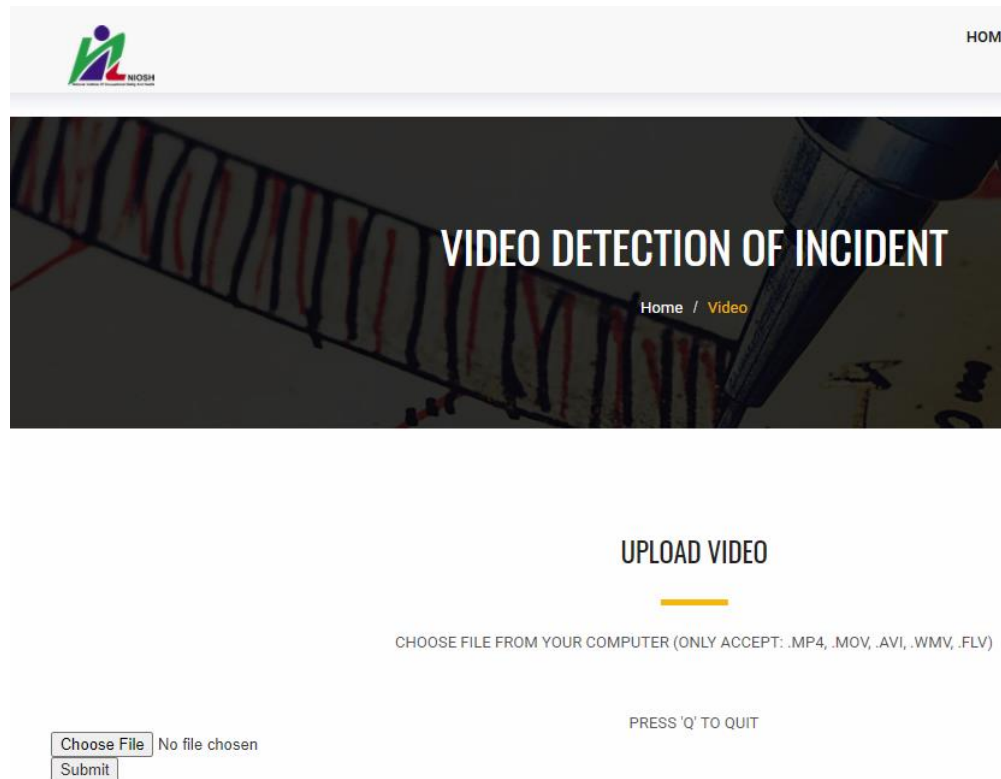 HOM
NIOSH
VIDEO DETECTION OF INCIDENT
Home / Video
UPLOAD VIDEO
CHOOSE FILE FROM YOUR COMPUTER (ONLY ACCEPT: .MP4, .MOV, .AVI, .WMV, .FLV)
PRESS 'Q' TO QUIT
Choose File No file chosen
Submit